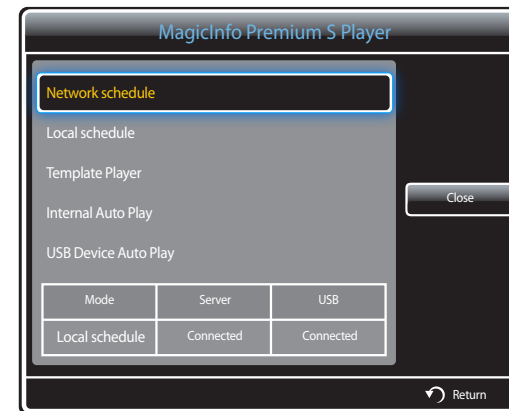 MagicInfo Premium S Player
Network schedule
Local schedule
Template Player
Internal Auto Play
USB Device Auto Play
Close
Mode Server USB
Local schedule Connected Connected
Return